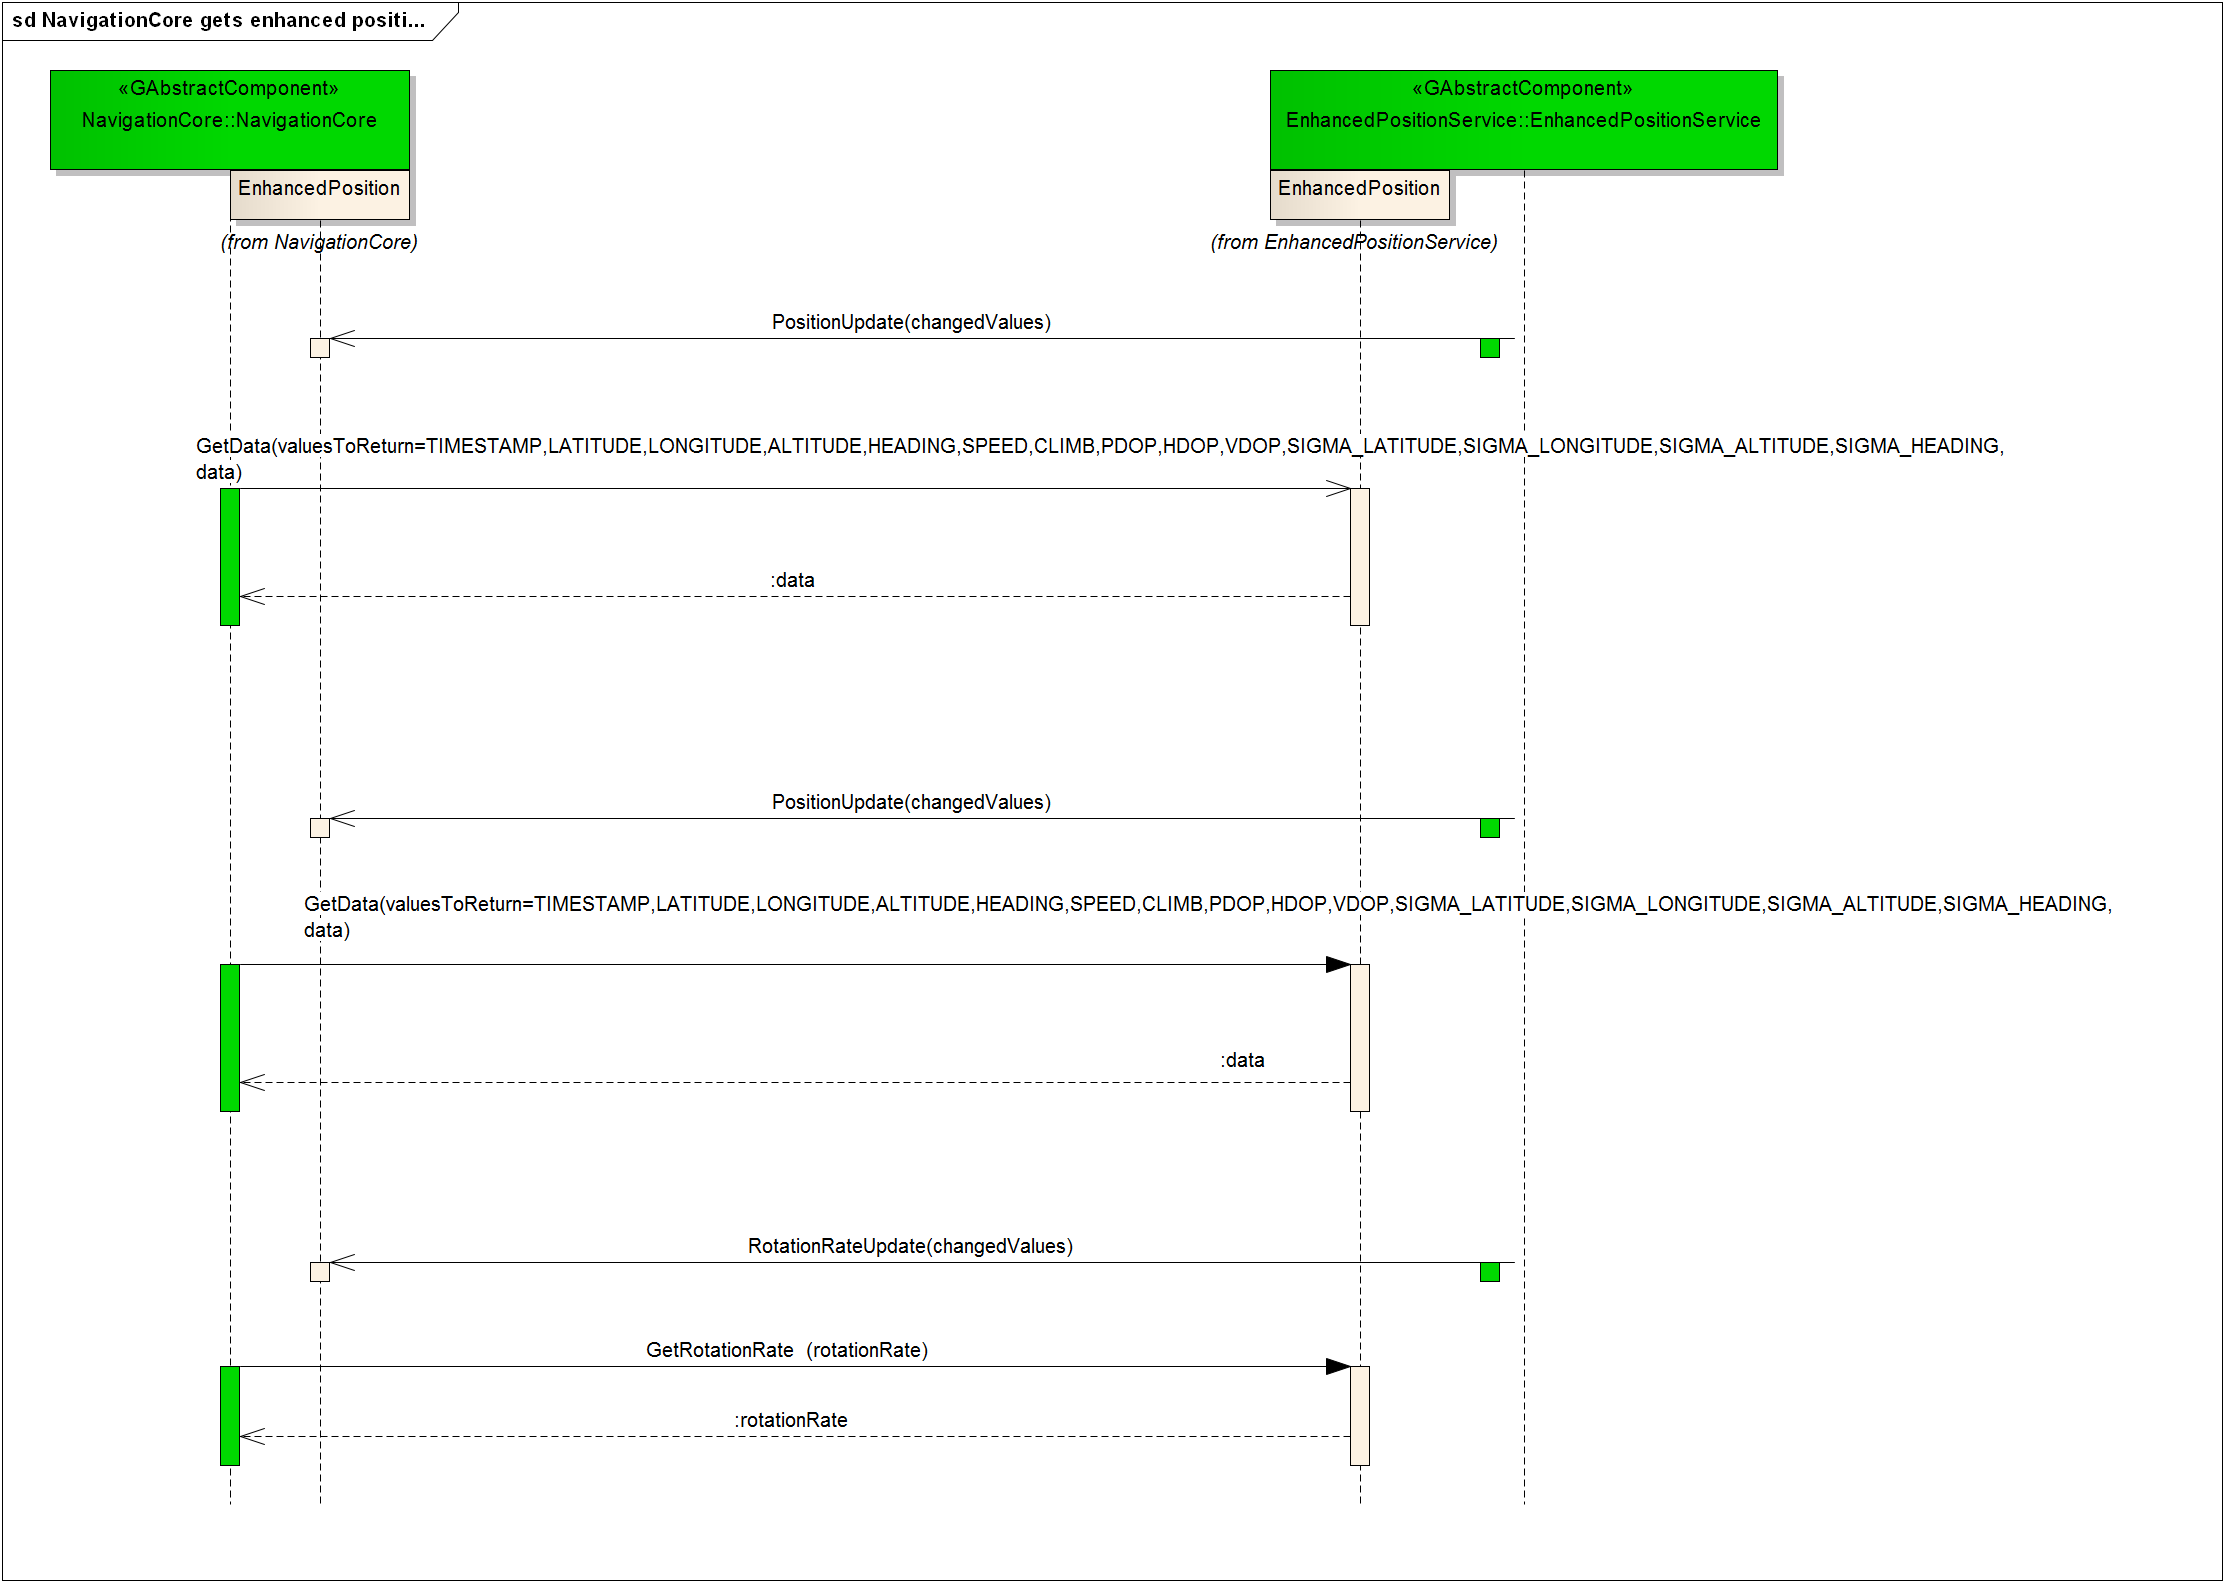 sd NavigationCore gets enhanced positi...
«GAbstractComponent»
NavigationCore::NavigationCore
«GAbstractComponent»
EnhancedPositionService::EnhancedPositionService
EnhancedPosition
EnhancedPosition
(from NavigationCore)
(from EnhancedPositionService)
PositionUpdate(changedValues)
GetData(valuesToReturn=TIMESTAMP,LATITUDE,LONGITUDE,ALTITUDE,HEADING,SPEED,CLIMB,PDOP,HDOP,VDOP,SIGMA_LATITUDE,SIGMA_LONGITUDE,SIGMA_ALTITUDE,SIGMA_HEADING,
data)
:data
PositionUpdate(changedValues)
GetData(valuesToReturn=TIMESTAMP,LATITUDE,LONGITUDE,ALTITUDE,HEADING,SPEED,CLIMB,PDOP,HDOP,VDOP,SIGMA_LATITUDE,SIGMA_LONGITUDE,SIGMA_ALTITUDE,SIGMA_HEADING,
data)
:data
RotationRateUpdate(changedValues)
GetRotationRate (rotationRate)
:rotationRate